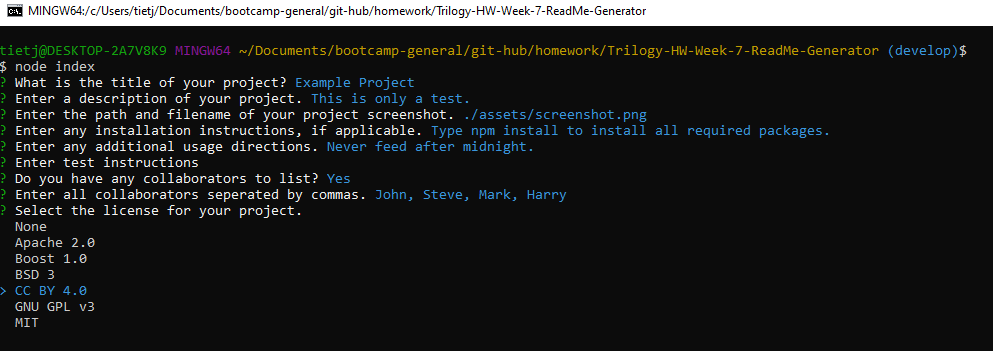 MINGW64:/c/Users/tietj/Documents/bootcamp-general/git-hub/homework/Trilogy-HW-Week-7-ReadMe-Generator
tietj@DESKTOP-2A7V8K9 MINGW64 ~/Documents/bootcamp-general/git-hub/homework/Trilogy-HW-Week-7-ReadMe-Generator (develop)$
$ node index
? What is the title of your project? Example Project
? Enter a description of your project. This is only a test.
? Enter the path and filename of your project screenshot. ./assets/screenshot.png
? Enter any installation instructions, if applicable. Type npm install to install all required packages.
? Enter any additional usage directions. Never feed after midnight.
? Enter test instructions
? Do you have any collaborators to list? Yes
? Enter all collaborators seperated by commas. John, Steve, Mark, Harry
? Select the license for your project.
None
Apache 2.0
Boost 1.0
BSD 3
> CC BY 4.0
GNU GPL v3
MIT